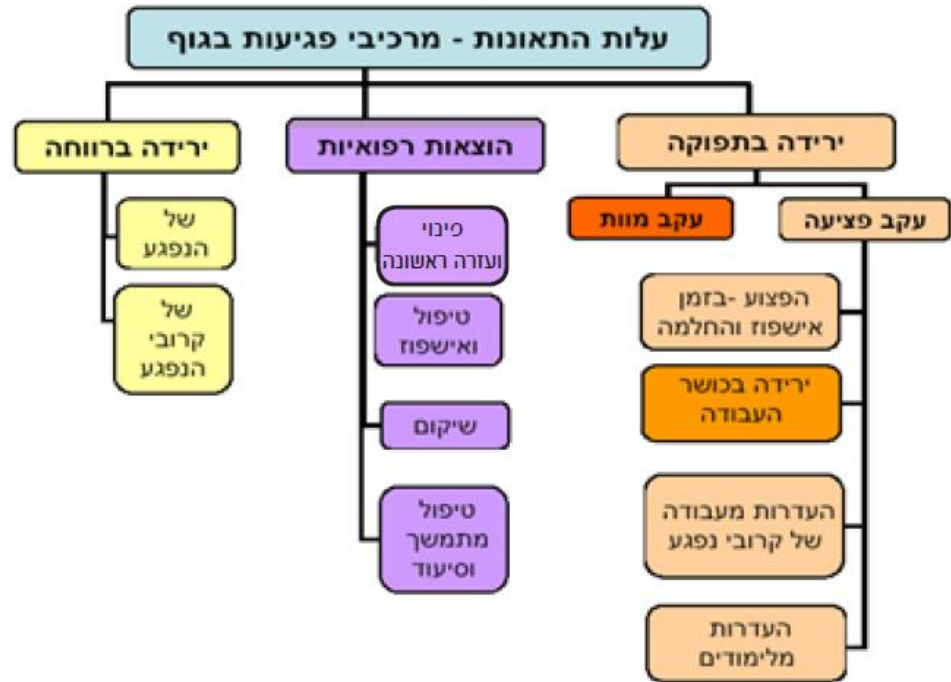 עלות התאונות - מרכיבי פגיעות בגוף
ירידה בתפוקה
עקב פציעה
הפצוע -בזמן
אישפוז והחלמה
ירידה בכושר
העבודה
העדרות מעבודה
של קרובי נפגע
העדרות
מלימודים
עקב מוות
הוצאות רפואיות
פינוי
ועזרה ראשונה
טיפול
ואישפוז
שיקום
טיפול
מתמשך
וסיעוד
ירידה ברווחה
של
הנפגע
של
קרובי
הנפגע